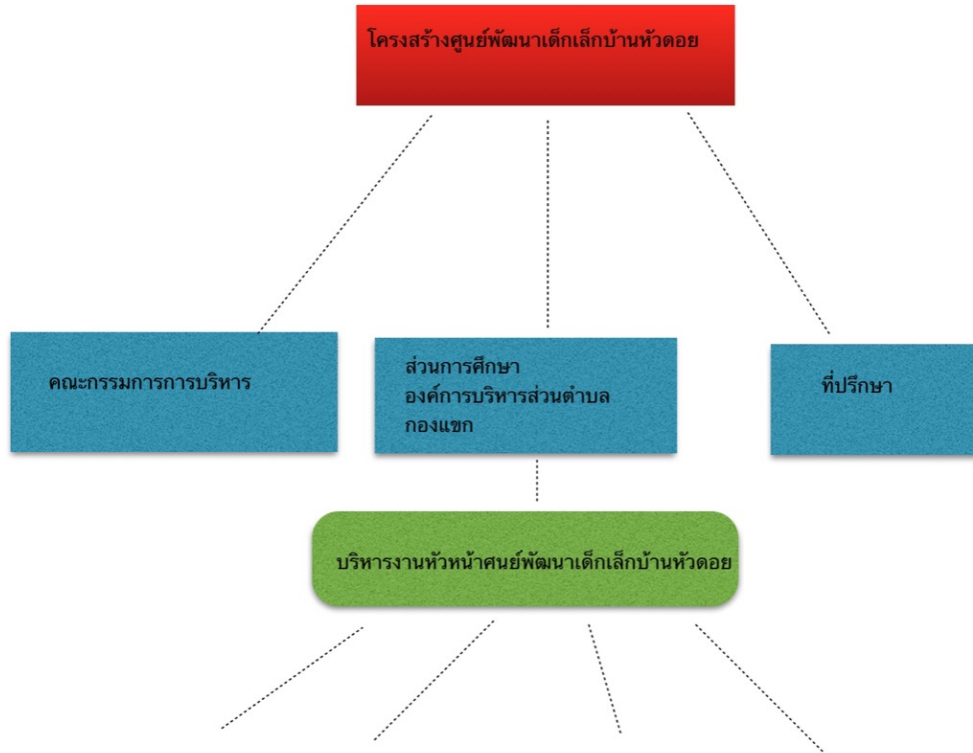 โครงสร้างศูนย์พัฒนาเด็กเล็กบ้านหัวดอย
คณะกรรมการการบริหาร
ส่วนการศึกษา
องค์การบริหารส่วนตำบล
กองแขก
ที่ปรึกษา
บริหารงานหัวหน้าศนย์พัฒนาเด็กเล็กบ้านหัวดอย